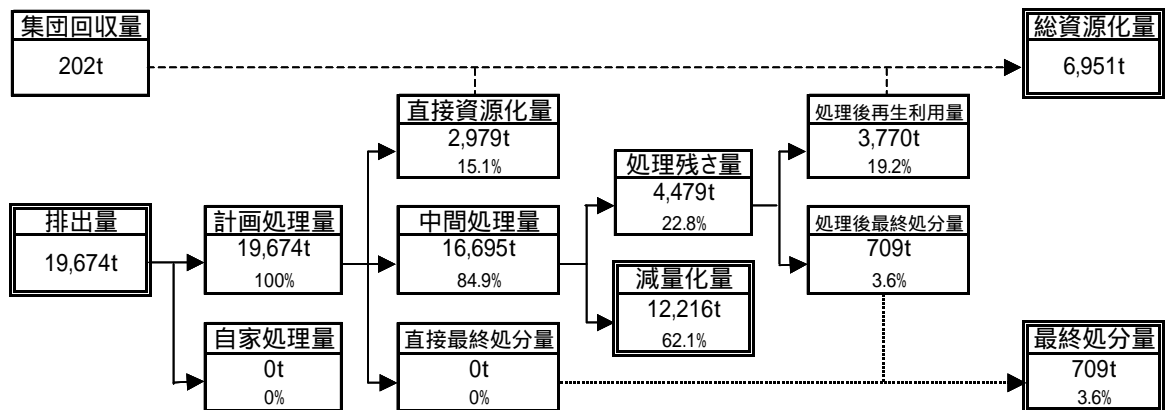 集団回収量
202t
総資源化量
6,951t
直接資源化量
2,979t
15.1%
処理後再生利用量
3,770t
19.2%
処理残さ量
4,479t
22.8%
排出量
19,674t
計画処理量
19,674t
100%
中間処理量
16,695t
84.9%
処理後最終処分量
709t
3.6%
減量化量
12,216t
62.1%
自家処理量
0t
0%
直接最終処分量
0t
0%
最終処分量
709t
3.6%